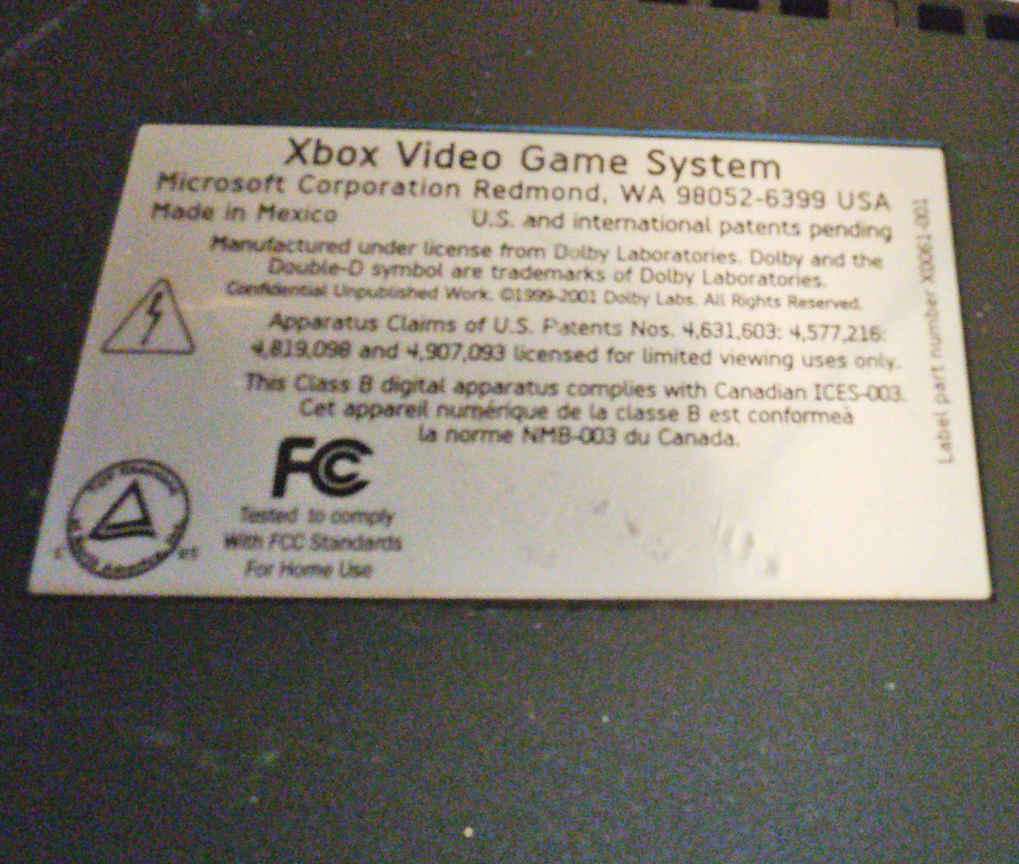 Xbox Video Game System
Microsoft Corporation Redmond, WA 98052-6399 USA
Made in Mexico
U.S. and international patents pending
Manufactured under license from Dolby Laboratories. Dolby and the
Double-D symbol are trademarks of Dolby Laboratories.
Confidential Unpublished Work. ©1999-2001 Dolby Labs. All Rights Reserved.
Apparatus Claims of U.S. Patents Nos. 4,631,603; 4,577,216;
4,819,098 and 4,907,093 licensed for limited viewing uses only.
This Class B digital apparatus complies with Canadian ICES-003.
Cet appareil numérique de la classe B est conformeà
la norme NMB-003 du Canada.
FC
Tested to comply
With FCC Standards
For Home Use
Label part number X0061-001